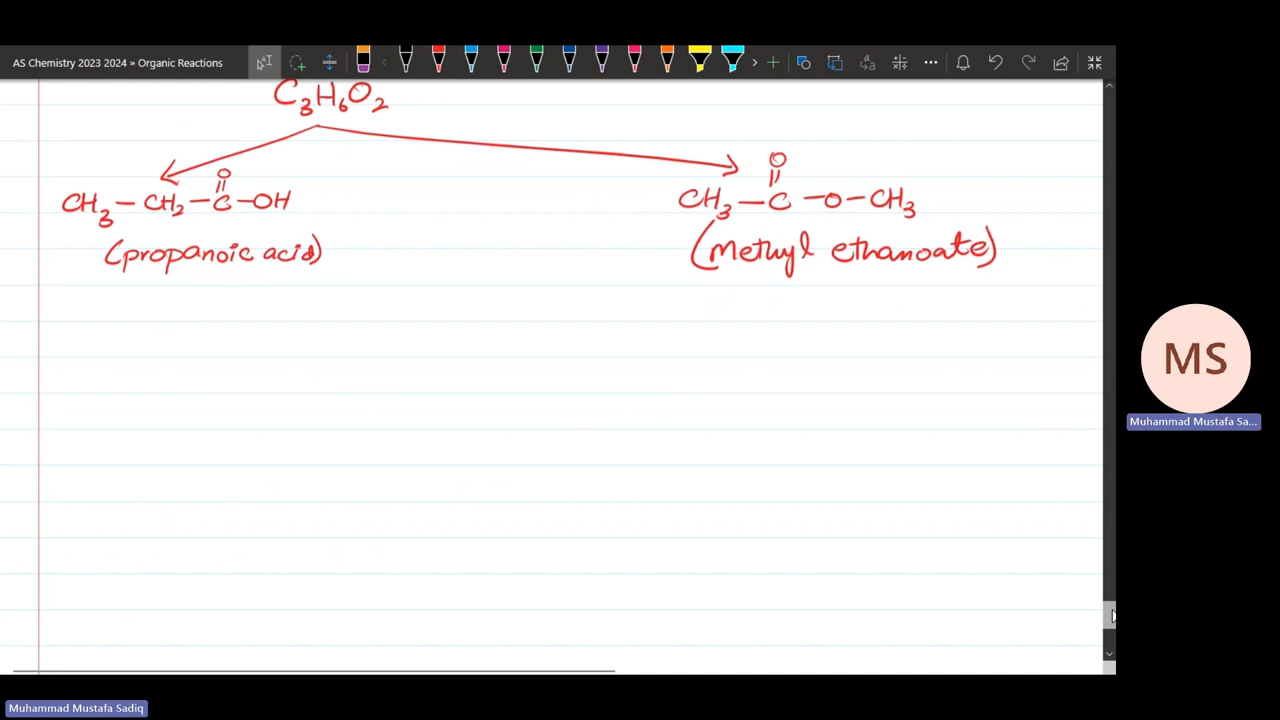 AS Chemistry 2023 2024 » Organic Reactions
C₃H₆O₂
O O
CH₃ – CH₂ – C – OH CH₃ – C – O – CH₃
(propanoic acid) (Methyl ethanoate)
MS
Muhammad Mustafa Sa...
Muhammad Mustafa Sadiq